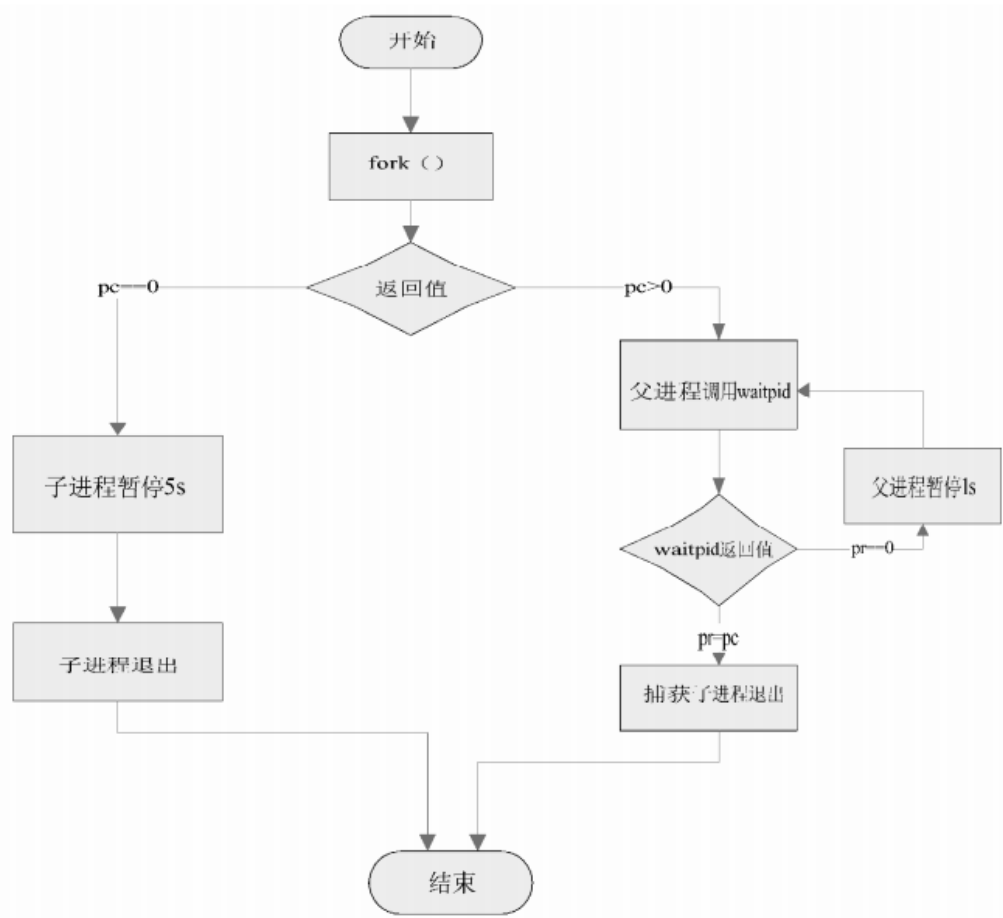 开始
fork（）
返回值
pc==0
pc>0
父进程调用waitpid
子进程暂停5s
父进程暂停1s
waitpid返回值
pr==0
pr=pc
子进程退出
捕获子进程退出
结束